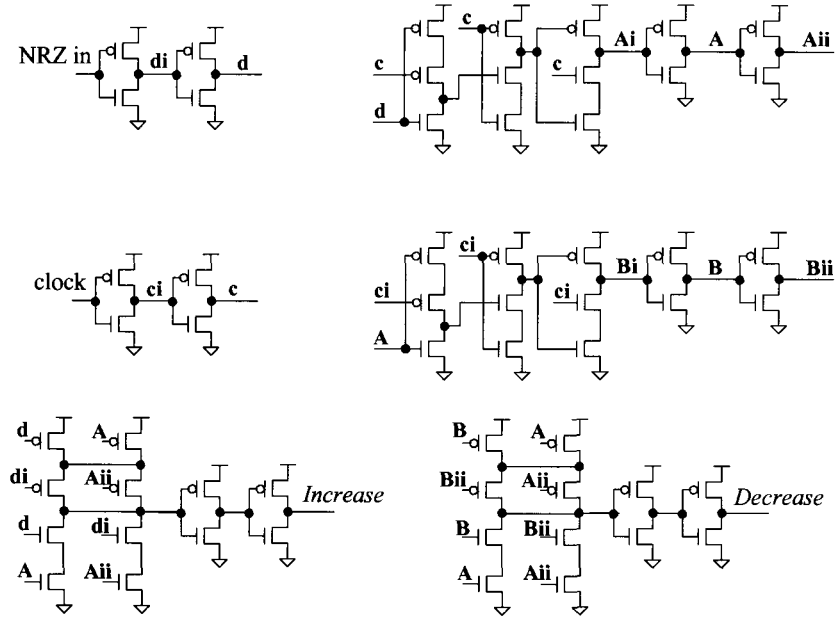 NRZ in
di
d
c
d
c
c
Ai
A
Aii
clock
ci
c
ci
A
ci
ci
Bi
B
Bii
d
A
di
Aii
d
di
A
Aii
Increase
B
A
Bii
Aii
B
Bii
A
Aii
Decrease